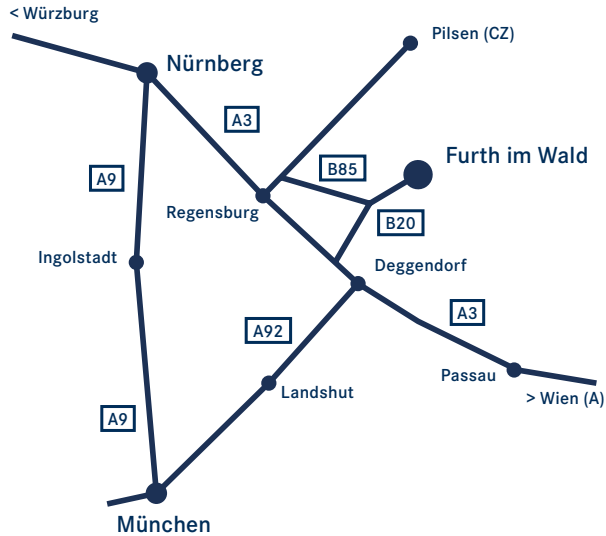 < Würzburg
Pilsen (CZ)
Nürnberg
A3
Furth im Wald
B85
A9
Regensburg
B20
Ingolstadt
Deggendorf
A3
A92
Passau
Landshut
> Wien (A)
A9
München